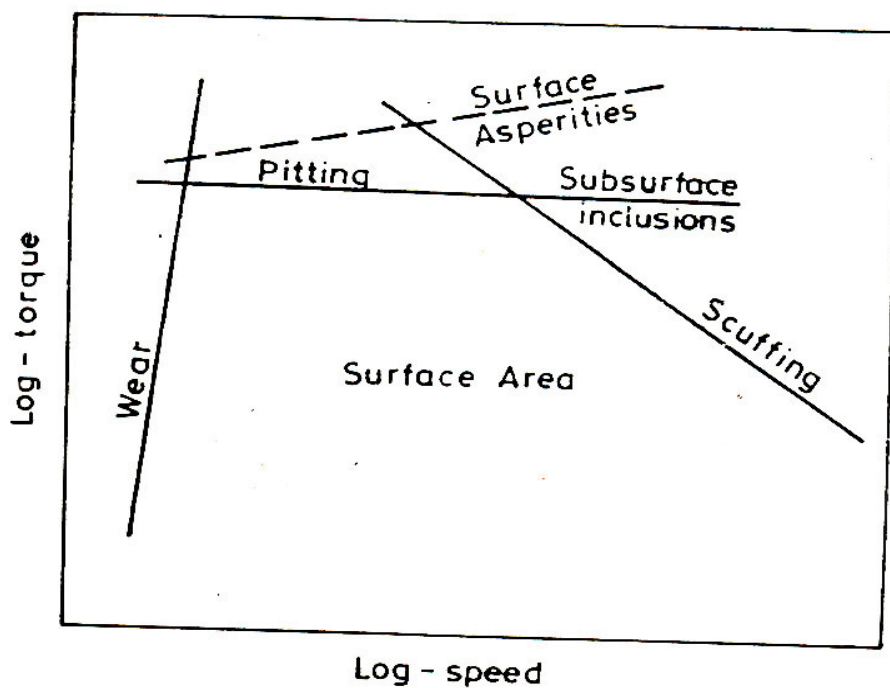 Surface
Asperities
Pitting
Subsurface
inclusions
Scuffing
Wear
Surface Area
Log - torque
Log - speed